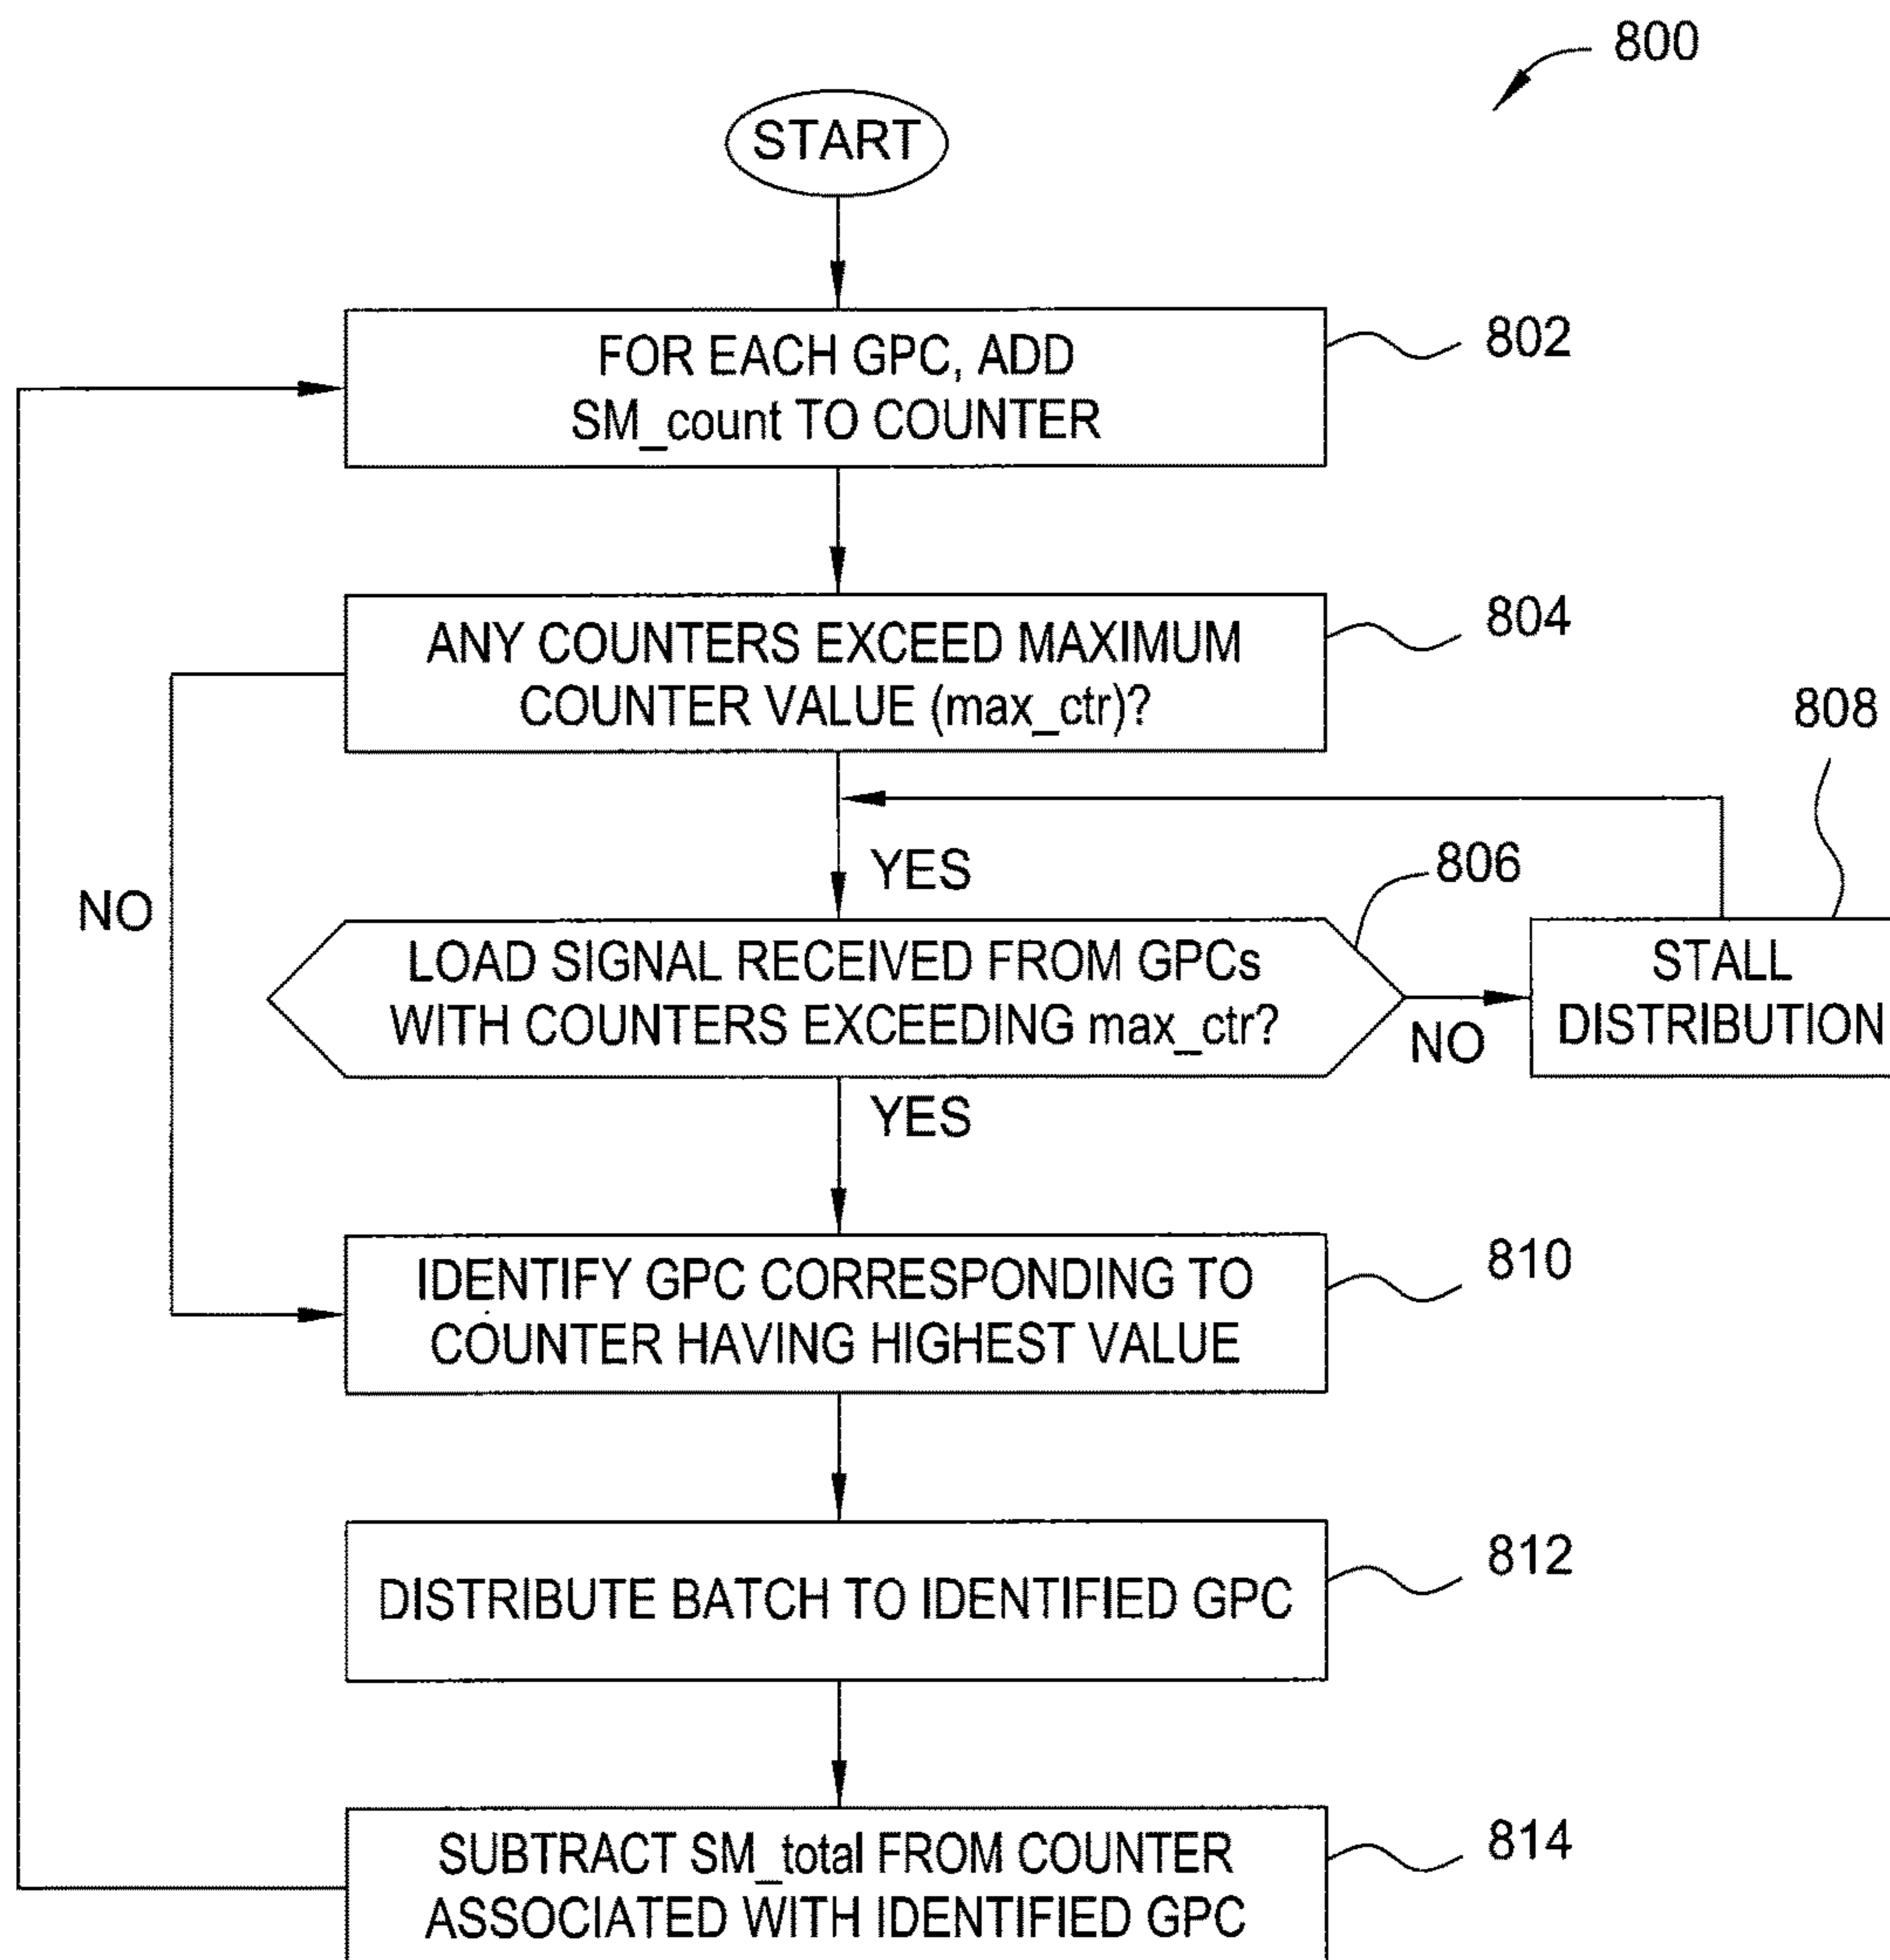 800
START
FOR EACH GPC, ADD
SM_count TO COUNTER
802
ANY COUNTERS EXCEED MAXIMUM
COUNTER VALUE (max_ctr)?
804
808
YES
806
NO
LOAD SIGNAL RECEIVED FROM GPCs
WITH COUNTERS EXCEEDING max_ctr?
NO
STALL
DISTRIBUTION
YES
IDENTIFY GPC CORRESPONDING TO
COUNTER HAVING HIGHEST VALUE
810
DISTRIBUTE BATCH TO IDENTIFIED GPC
812
SUBTRACT SM_total FROM COUNTER
ASSOCIATED WITH IDENTIFIED GPC
814